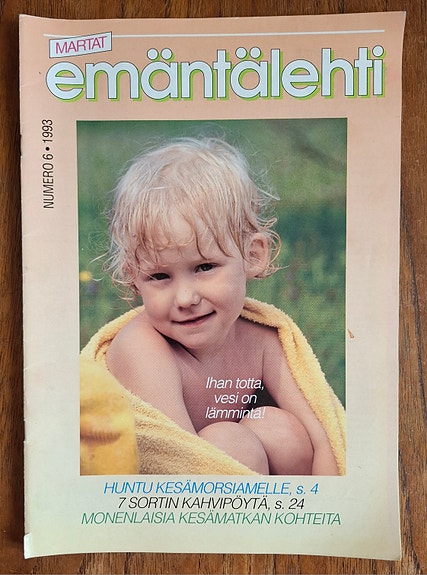 MARTAT
emäntälehti
NUMERO 6 • 1993
Ihan totta,
vesi on
lämmintä!
HUNTU KESÄMORSIAMELLE, s. 4
7 SORTIN KAHVIPÖYTÄ, s. 24
MONENLAISIA KESÄMATKAN KOHTEITA